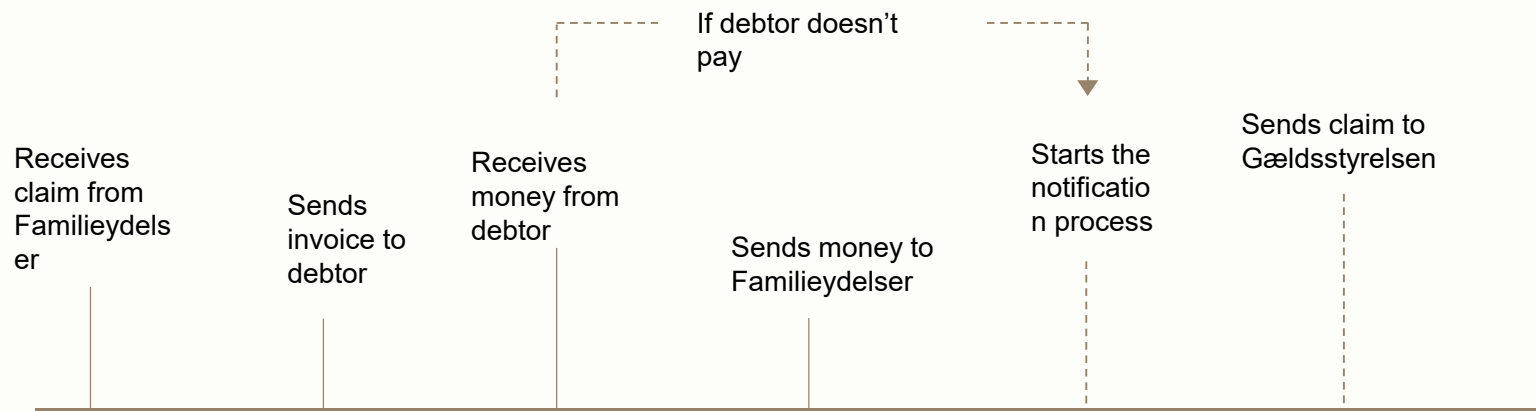 If debtor doesn’t
pay
Receives
claim from
Familieydels
er
Sends
invoice to
debtor
Receives
money from
debtor
Sends money to
Familieydelser
Starts the
notificatio
n process
Sends claim to
Gældsstyrelsen